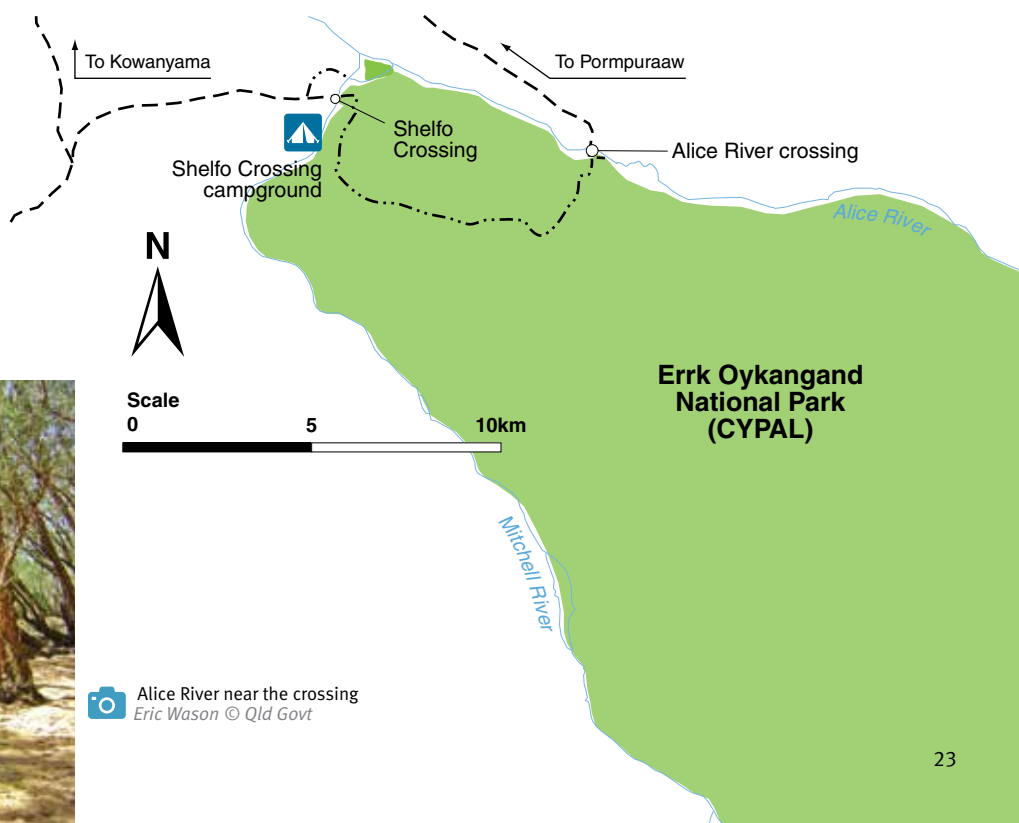 To Kowanyama
To Pormpuraaw
Shelfo
Crossing
Alice River crossing
Shelfo Crossing
campground
Alice River
N
Errk Oykangand
National Park
(CYPAL)
Scale
0 5 10km
Mitchell River
Alice River near the crossing
Eric Wason © Qld Govt
23